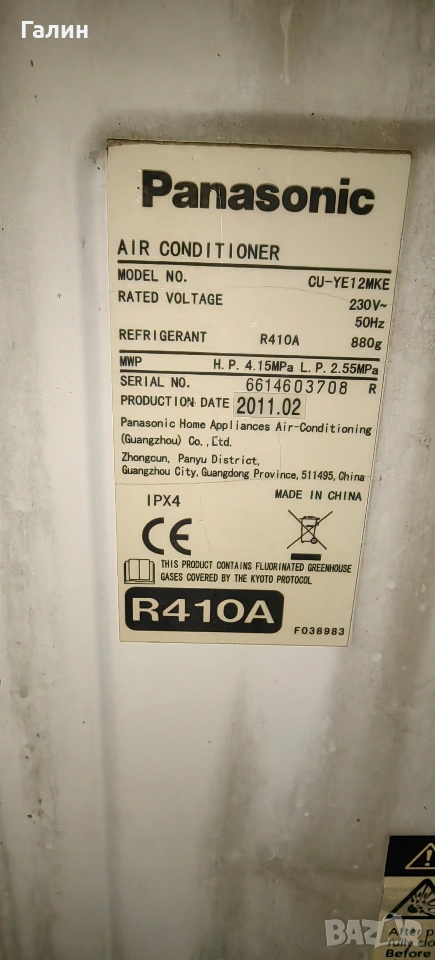 Галин
Panasonic
AIR CONDITIONER
MODEL NO. CU-YE12MKE
RATED VOLTAGE 230V~
50Hz
REFRIGERANT R410A 880g
MWP H. P. 4.15MPa L. P. 2.55MPa
SERIAL NO. 6614603708 R
PRODUCTION DATE 2011.02
Panasonic Home Appliances Air-Conditioning
(Guangzhou) Co., Ltd.
Zhongcun, Panyu District,
Guangzhou City, Guangdong Province, 511495, China
IPX4 MADE IN CHINA
CE
THIS PRODUCT CONTAINS FLUORINATED GREENHOUSE
GASES COVERED BY THE KYOTO PROTOCOL
R410A
F038983
After
Before
BAZAR